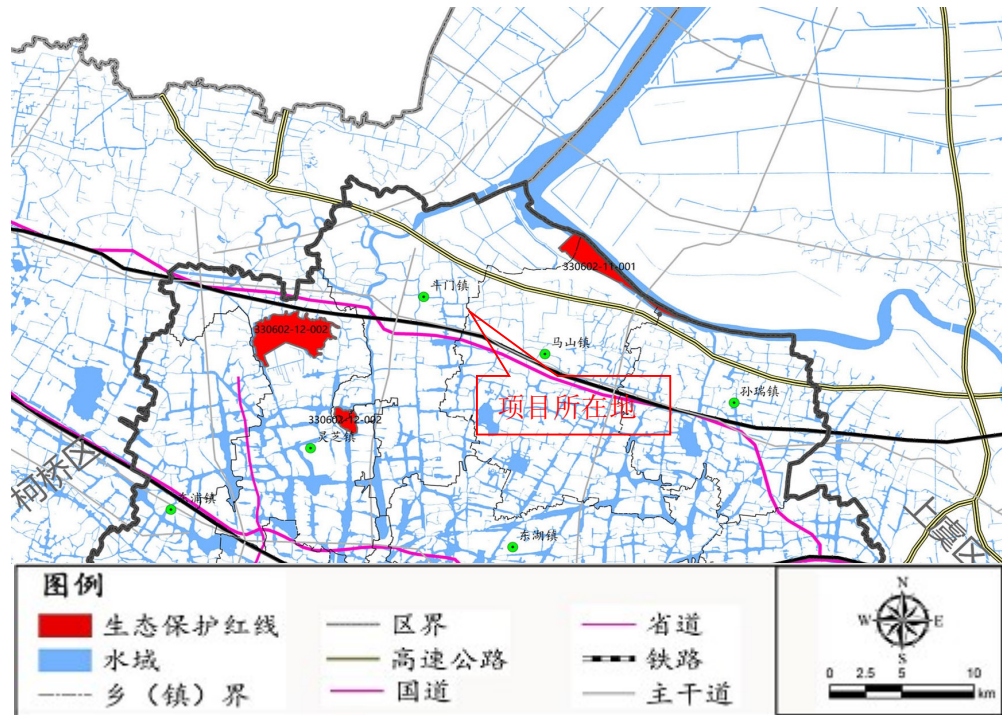 330602-11-001
斗门镇
330602-12-002
马山镇
项目所在地
孙瑞镇
330602-12-002
灵芝镇
柯桥区
东浦镇
上虞区
东湖镇
图例
生态保护红线
区界
省道
水域
高速公路
铁路
乡（镇）界
国道
主干道
N
W
E
S
0 2.5 5 10
km